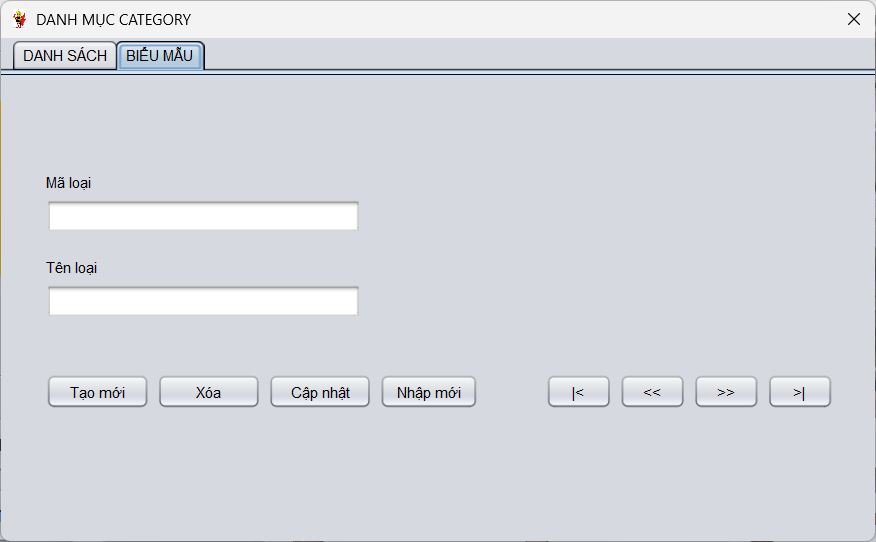 DANH MỤC CATEGORY
DANH SÁCH BIỂU MẪU
Mã loại
Tên loại
Tạo mới Xóa Cập nhật Nhập mới |< << >> >|